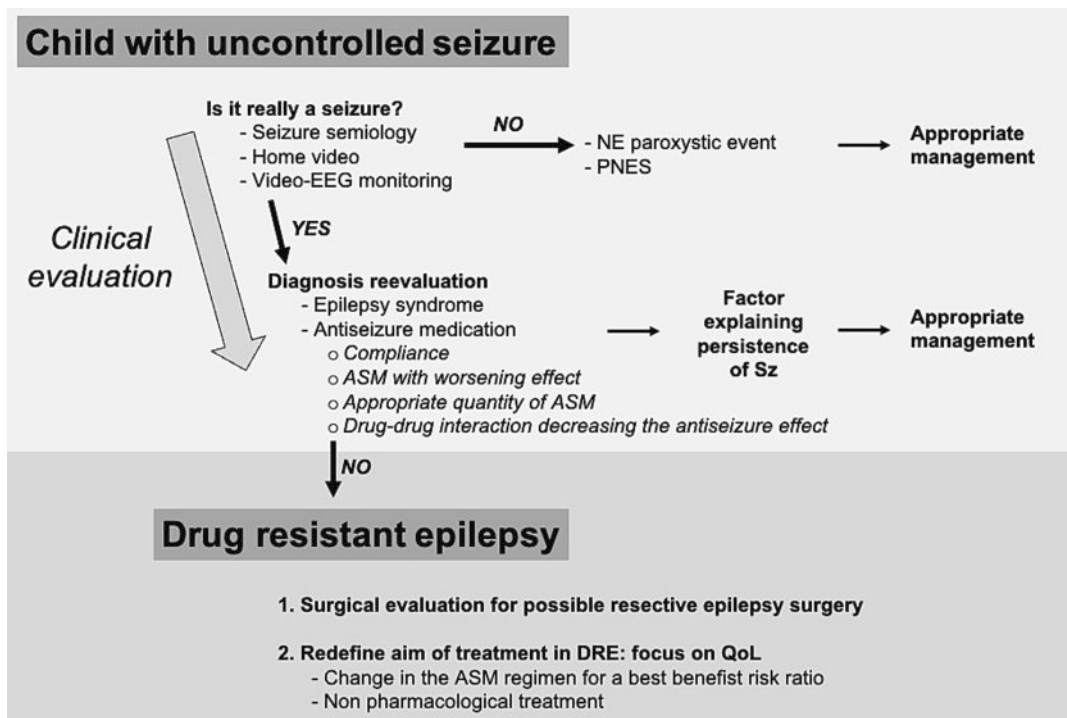 Child with uncontrolled seizure
Is it really a seizure?
- Seizure semiology
- Home video
- Video-EEG monitoring
NO
- NE paroxystic event
- PNES
Appropriate
management
YES
Clinical
evaluation
Diagnosis reevaluation
- Epilepsy syndrome
- Antiseizure medication
o Compliance
o ASM with worsening effect
o Appropriate quantity of ASM
o Drug-drug interaction decreasing the antiseizure effect
Factor
explaining
persistence
of Sz
Appropriate
management
NO
Drug resistant epilepsy
1. Surgical evaluation for possible resective epilepsy surgery
2. Redefine aim of treatment in DRE: focus on QoL
- Change in the ASM regimen for a best benefist risk ratio
- Non pharmacological treatment